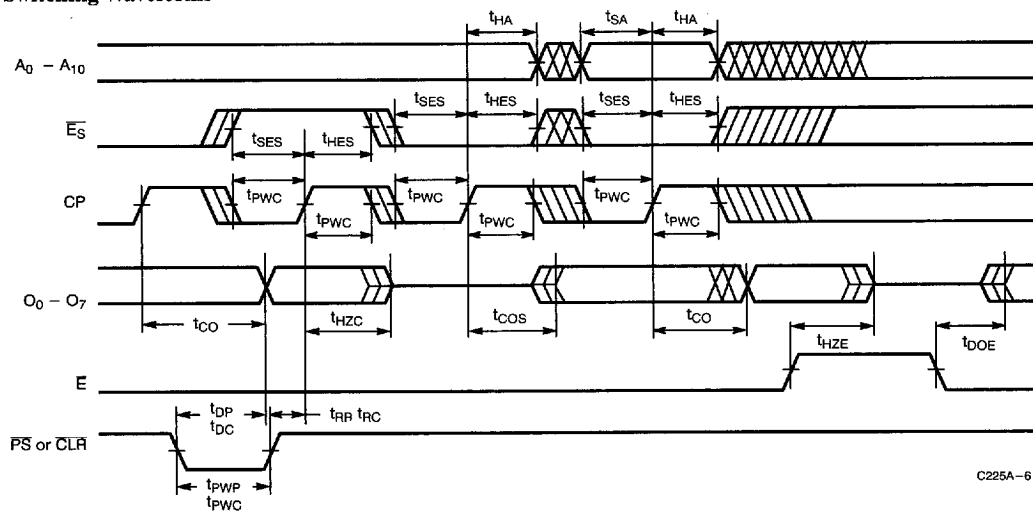 Switching Waveforms
tHA tSA tHA
A0 – A10
ES
tSES tHES tSES tHES
tSES tHES
CP
tPWC tPWC tPWC
tPWC tPWC tPWC
O0 – O7
tCO tHZC tCOS tCO
tHZE tDOE
E
tDP tRR tRC
tDC
PS or CLR
tPWP
tPWC
C225A–6